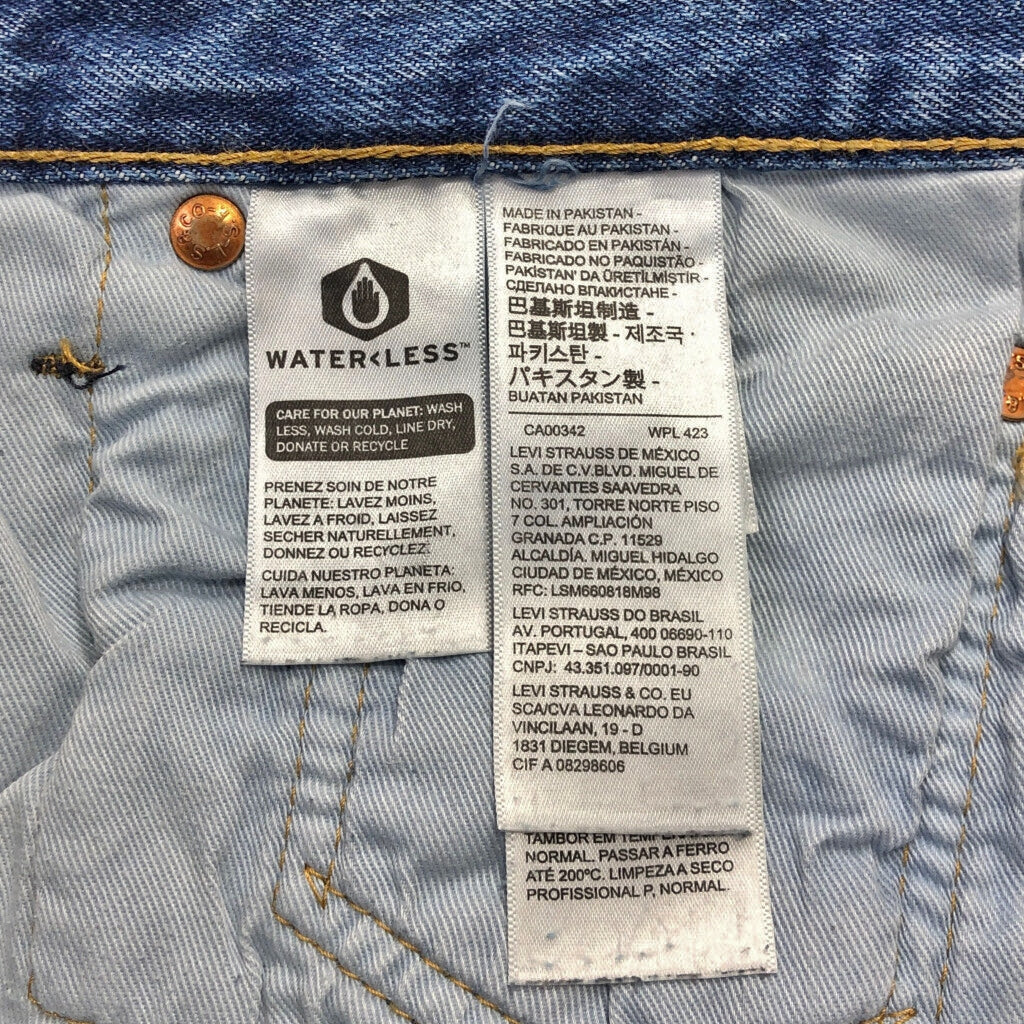 WATER<LESS™
CARE FOR OUR PLANET: WASH
LESS, WASH COLD, LINE DRY,
DONATE OR RECYCLE
PRENEZ SOIN DE NOTRE
PLANETE: LAVEZ MOINS,
LAVEZ A FROID, LAISSEZ
SECHER NATURELLEMENT,
DONNEZ OU RECYCLEZ.
CUIDA NUESTRO PLANETA:
LAVA MENOS, LAVA EN FRIO,
TIENDE LA ROPA, DONA O
RECICLA.
MADE IN PAKISTAN -
FABRIQUE AU PAKISTAN -
FABRICADO EN PAKISTÁN -
FABRICADO NO PAQUISTÃO -
PAKİSTAN' DA ÜRETİLMİŞTİR -
СДЕЛАНО ВПАКИСТАНЕ -
巴基斯坦制造 -
巴基斯坦製 - 제조국 ·
파키스탄 -
パキスタン製 -
BUATAN PAKISTAN
CA00342 WPL 423
LEVI STRAUSS DE MÉXICO
S.A. DE C.V.BLVD. MIGUEL DE
CERVANTES SAAVEDRA
NO. 301, TORRE NORTE PISO
7 COL. AMPLIACIÓN
GRANADA C.P. 11529
ALCALDÍA. MIGUEL HIDALGO
CIUDAD DE MÉXICO, MÉXICO
RFC: LSM660818M98
LEVI STRAUSS DO BRASIL
AV. PORTUGAL, 400 06690-110
ITAPEVI – SAO PAULO BRASIL
CNPJ: 43.351.097/0001-90
LEVI STRAUSS & CO. EU
SCA/CVA LEONARDO DA
VINCILAAN, 19 - D
1831 DIEGEM, BELGIUM
CIF A 08298606
TAMBOR EM
NORMAL. PASSAR A FERRO
ATÉ 200ºC. LIMPEZA A SECO
PROFISSIONAL P, NORMAL.